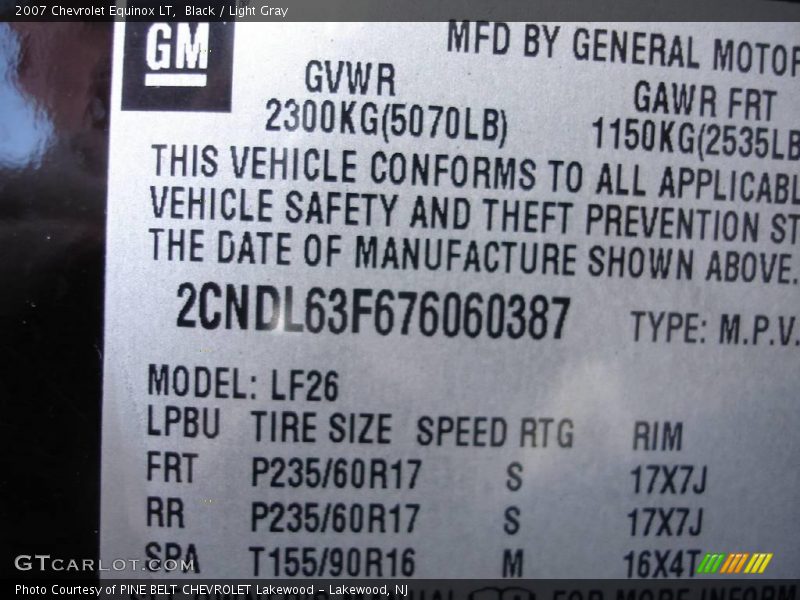 2007 Chevrolet Equinox LT, Black / Light Gray
GM
MFD BY GENERAL MOTOR
GVWR GAWR FRT
2300KG(5070LB) 1150KG(2535LB
THIS VEHICLE CONFORMS TO ALL APPLICABL
VEHICLE SAFETY AND THEFT PREVENTION ST
THE DATE OF MANUFACTURE SHOWN ABOVE.
2CNDL63F676060387 TYPE: M.P.V.
MODEL: LF26
LPBU TIRE SIZE SPEED RTG RIM
FRT P235/60R17 S 17X7J
RR P235/60R17 S 17X7J
SPA T155/90R16 M 16X4T
GTCARLOT.COM
Photo Courtesy of PINE BELT CHEVROLET Lakewood - Lakewood, NJ